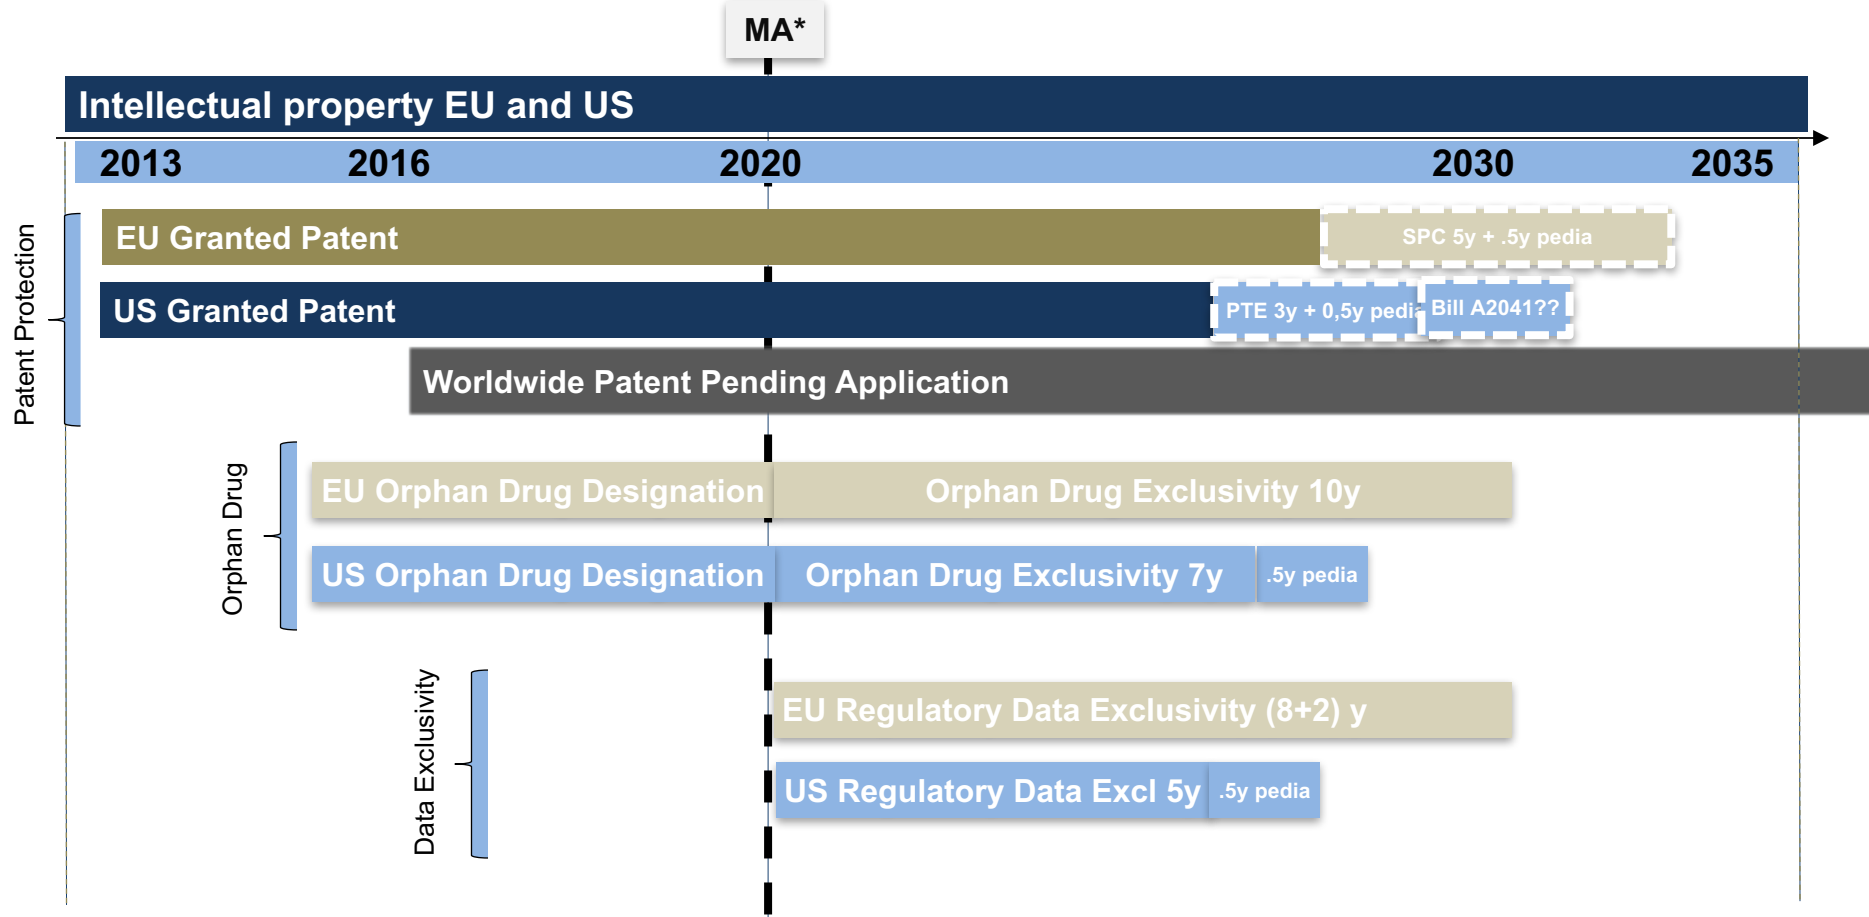 MA*
Intellectual property EU and US
2013 2016 2020 2030 2035
Patent Protection
EU Granted Patent
SPC 5y + .5y pedia
US Granted Patent
PTE 3y + 0,5y pedia
Bill A2041??
Worldwide Patent Pending Application
Orphan Drug
EU Orphan Drug Designation
Orphan Drug Exclusivity 10y
US Orphan Drug Designation
Orphan Drug Exclusivity 7y
.5y pedia
Data Exclusivity
EU Regulatory Data Exclusivity (8+2) y
US Regulatory Data Excl 5y
.5y pedia